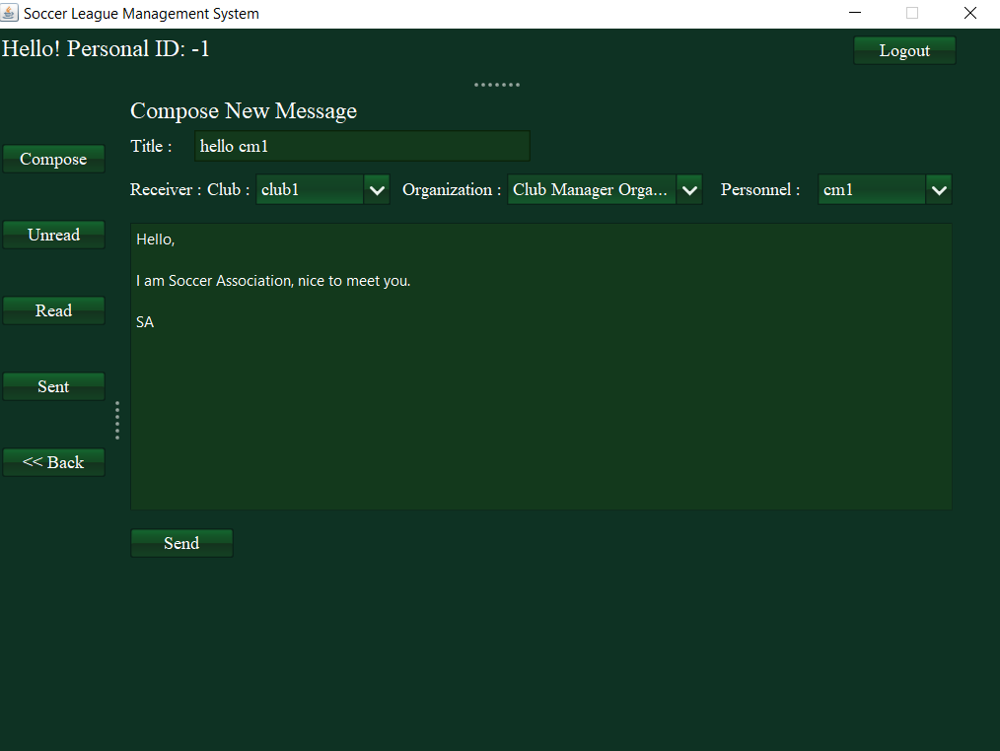 Soccer League Management System
Hello! Personal ID: -1
Logout
Compose New Message
Title : hello cm1
Compose
Receiver : Club : club1 Organization : Club Manager Orga... Personnel : cm1
Unread
Hello,
I am Soccer Association, nice to meet you.
SA
Read
Sent
<< Back
Send